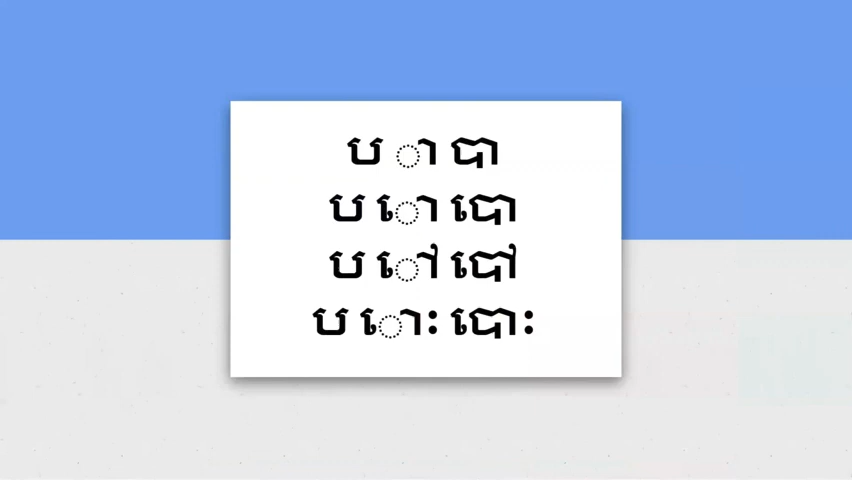 ប ា បា
ប ោ បោ
ប ៅ បៅ
ប ោះ បោះ